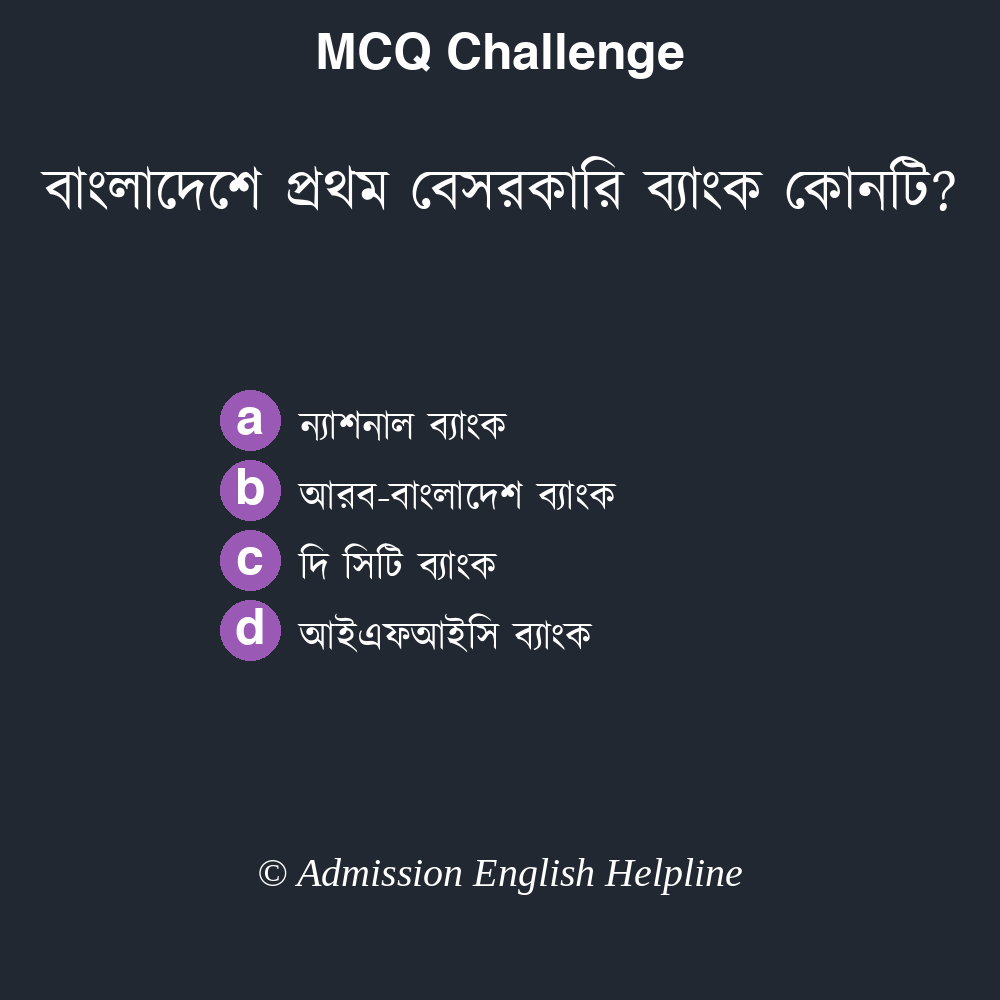 MCQ Challenge
বাংলাদেশে প্রথম বেসরকারি ব্যাংক কোনটি?
a ন্যাশনাল ব্যাংক
b আরব-বাংলাদেশ ব্যাংক
c দি সিটি ব্যাংক
d আইএফআইসি ব্যাংক
© Admission English Helpline